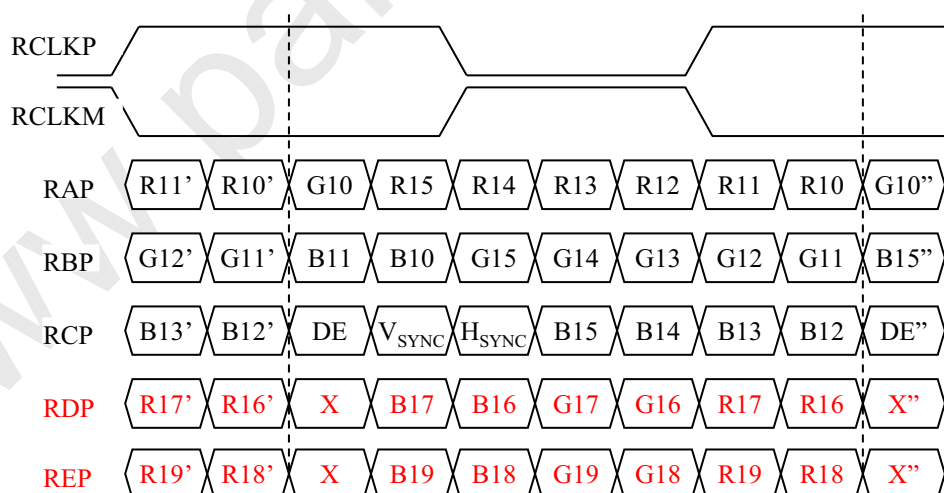 RCLKP
RCLKM
RAP R11’ R10’ G10 R15 R14 R13 R12 R11 R10 G10”
RBP G12’ G11’ B11 B10 G15 G14 G13 G12 G11 B15”
RCP B13’ B12’ DE VSYNC HSYNC B15 B14 B13 B12 DE”
RDP R17’ R16’ X B17 B16 G17 G16 R17 R16 X”
REP R19’ R18’ X B19 B18 G19 G18 R19 R18 X”